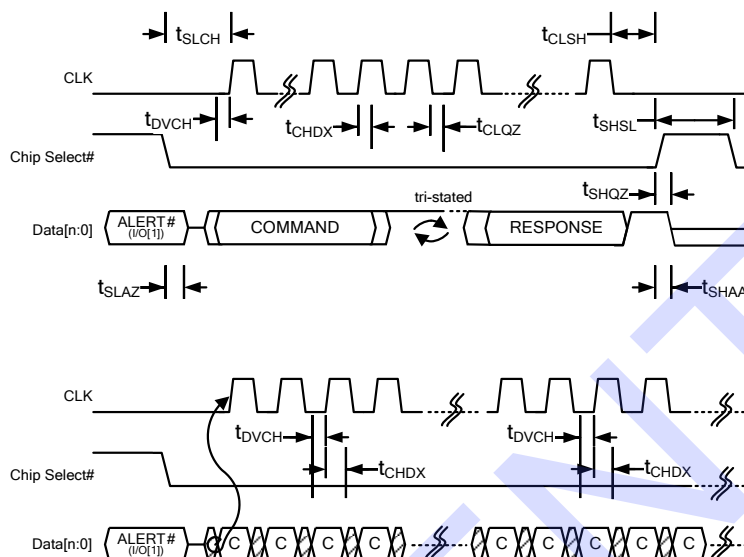 tSLCH
tCLSH
CLK
tDVCH
tCHDX
tCLQZ
tSHSL
Chip Select#
tSHQZ
tri-stated
Data[n:0]
ALERT#
(I/O[1])
COMMAND
RESPONSE
tSLAZ
tSHAA
CLK
tDVCH
tCHDX
tDVCH
tCHDX
Chip Select#
Data[n:0]
ALERT#
(I/O[1])
C C C C C C C C C